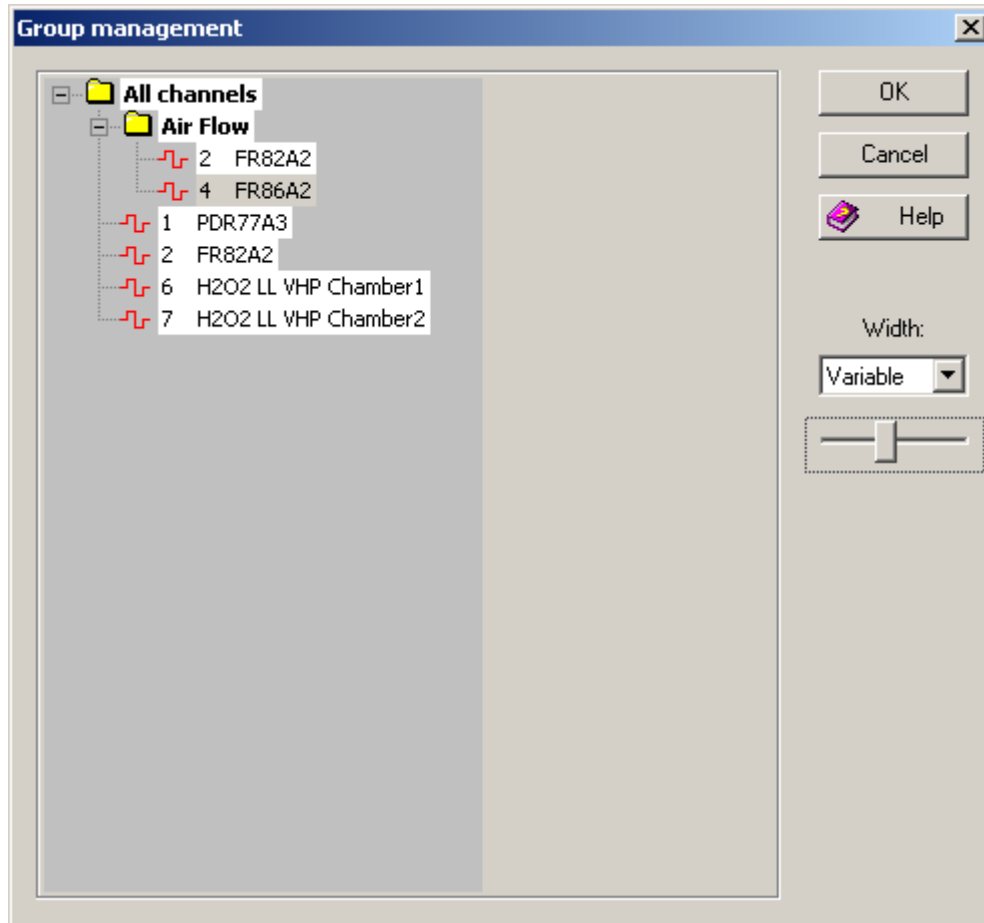 Group management
All channels
Air Flow
2 FR82A2
4 FR86A2
1 PDR77A3
2 FR82A2
6 H2O2 LL VHP Chamber1
7 H2O2 LL VHP Chamber2
OK
Cancel
Help
Width:
Variable